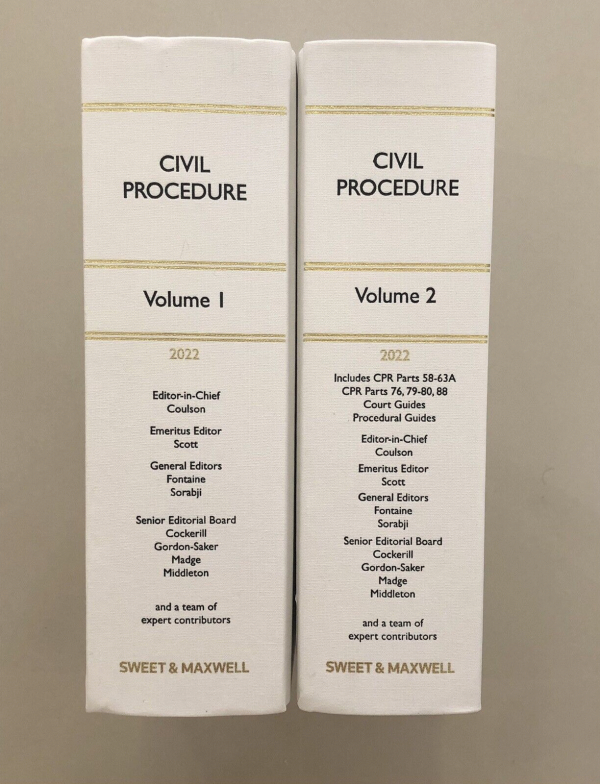 CIVIL
PROCEDURE
Volume 1
2022
Editor-in-Chief
Coulson
Emeritus Editor
Scott
General Editors
Fontaine
Sorabji
Senior Editorial Board
Cockerill
Gordon-Saker
Madge
Middleton
and a team of
expert contributors
SWEET & MAXWELL
CIVIL
PROCEDURE
Volume 2
2022
Includes CPR Parts 58-63A
CPR Parts 76, 79-80, 88
Court Guides
Procedural Guides
Editor-in-Chief
Coulson
Emeritus Editor
Scott
General Editors
Fontaine
Sorabji
Senior Editorial Board
Cockerill
Gordon-Saker
Madge
Middleton
and a team of
expert contributors
SWEET & MAXWELL